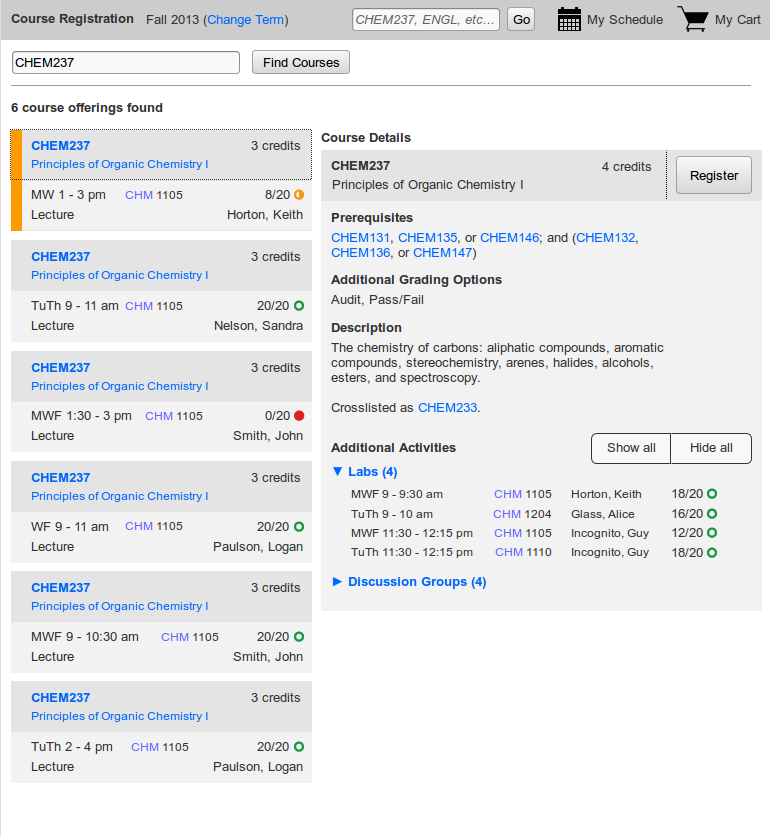 Course Registration Fall 2013 (Change Term) CHEM237, ENGL, etc... Go My Schedule My Cart
CHEM237 Find Courses
6 course offerings found
CHEM237 3 credits
Principles of Organic Chemistry I
MW 1 - 3 pm CHM 1105 8/20
Lecture Horton, Keith
CHEM237 3 credits
Principles of Organic Chemistry I
TuTh 9 - 11 am CHM 1105 20/20
Lecture Nelson, Sandra
CHEM237 3 credits
Principles of Organic Chemistry I
MWF 1:30 - 3 pm CHM 1105 0/20
Lecture Smith, John
CHEM237 3 credits
Principles of Organic Chemistry I
WF 9 - 11 am CHM 1105 20/20
Lecture Paulson, Logan
CHEM237 3 credits
Principles of Organic Chemistry I
MWF 9 - 10:30 am CHM 1105 20/20
Lecture Smith, John
CHEM237 3 credits
Principles of Organic Chemistry I
TuTh 2 - 4 pm CHM 1105 20/20
Lecture Paulson, Logan
Course Details
CHEM237 4 credits
Principles of Organic Chemistry I
Register
Prerequisites
CHEM131, CHEM135, or CHEM146; and (CHEM132,
CHEM136, or CHEM147)
Additional Grading Options
Audit, Pass/Fail
Description
The chemistry of carbons: aliphatic compounds, aromatic
compounds, stereochemistry, arenes, halides, alcohols,
esters, and spectroscopy.
Crosslisted as CHEM233.
Additional Activities Show all Hide all
Labs (4)
MWF 9 - 9:30 am CHM 1105 Horton, Keith 18/20
TuTh 9 - 10 am CHM 1204 Glass, Alice 16/20
MWF 11:30 - 12:15 pm CHM 1105 Incognito, Guy 12/20
TuTh 11:30 - 12:15 pm CHM 1110 Incognito, Guy 18/20
Discussion Groups (4)